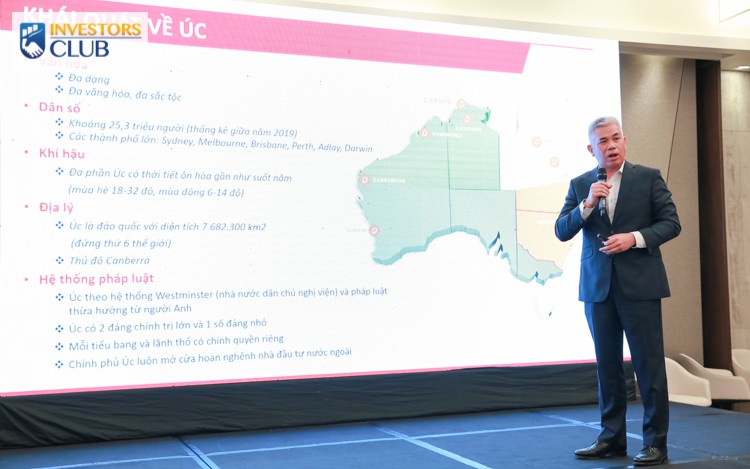 KHÁI QUÁT VỀ ÚC
INVESTORS
CLUB
Văn hóa
Đa dạng
Đa văn hóa, đa sắc tộc
Dân số
Khoảng 25,3 triệu người (thống kê giữa năm 2019)
Các thành phố lớn: Sydney, Melbourne, Brisbane, Perth, Adlay, Darwin
Khí hậu
Đa phần Úc có thời tiết ôn hòa gần như suốt năm
(mùa hè 18-32 độ, mùa đông 6-14 độ)
Địa lý
Úc là đảo quốc với diện tích 7.682.300 km2
(đứng thứ 6 thế giới)
Thủ đô Canberra
Hệ thống pháp luật
Úc theo hệ thống Westminster (nhà nước dân chủ nghị viện) và pháp luật
thừa hưởng từ người Anh
Úc có 2 đảng chính trị lớn và 1 số đảng nhỏ
Mỗi tiểu bang và lãnh thổ có chính quyền riêng
Chính phủ Úc luôn mở cửa hoan nghênh nhà đầu tư nước ngoài